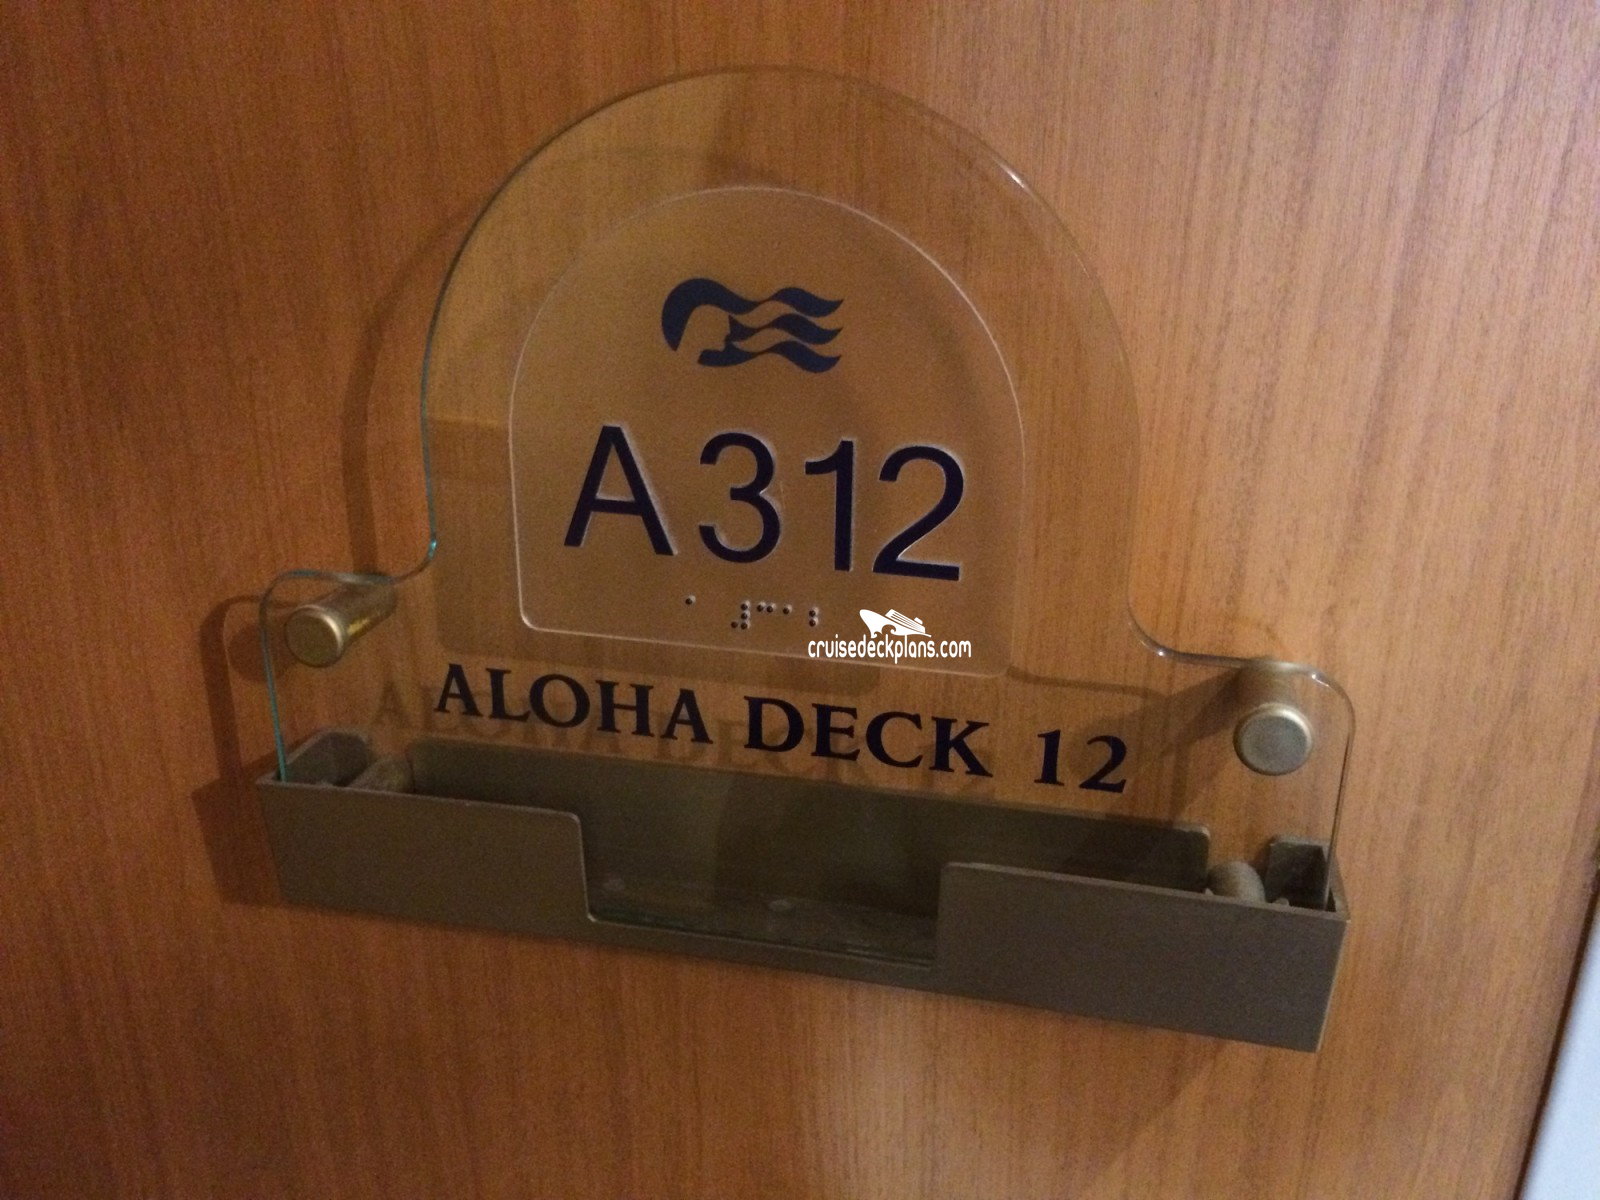 A312
cruisedeckplans.com
ALOHA DECK 12